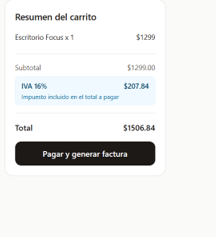 Resumen del carrito
Escritorio Focus x 1 $1299
Subtotal $1299.00
IVA 16% $207.84
Impuesto incluido en el total a pagar
Total $1506.84
Pagar y generar factura